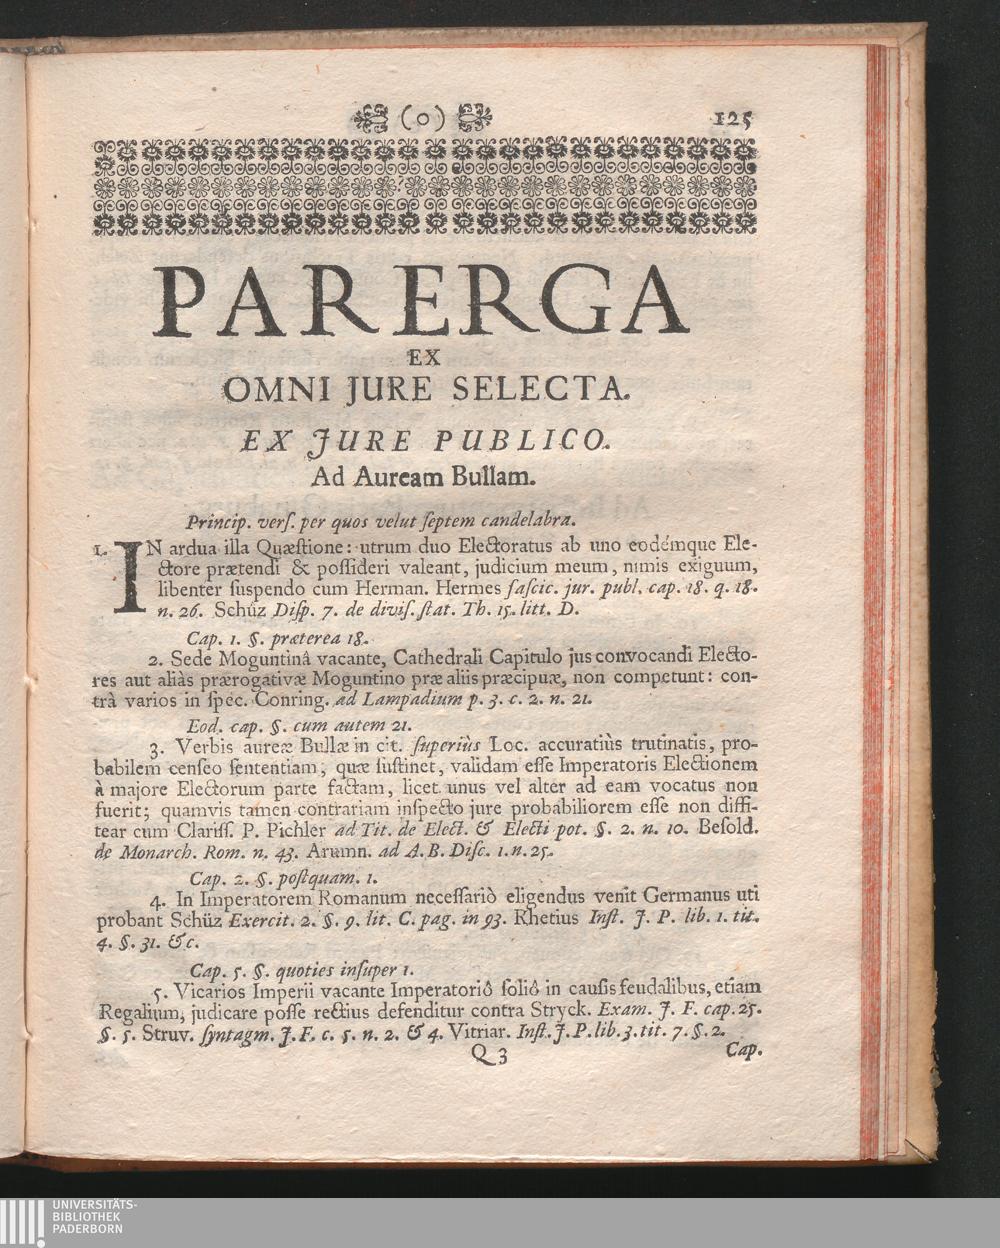 (o) 125
PARERGA
EX
OMNI JURE SELECTA.
EX JURE PUBLICO.
Ad Auream Bullam.
Princip. verſ. per quos velut ſeptem candelabra.
1. IN ardua illa Quæſtione: utrum duo Electoratus ab uno eodémque Ele-
ctore prætendi & poſſideri valeant, judicium meum, nimis exiguum,
libenter ſuspendo cum Herman. Hermes ſaſcic. jur. publ. cap. 18. q. 18.
n. 26. Schüz Diſp. 7. de diviſ. ſtat. Th. 15. litt. D.
Cap. 1. §. præterea 18.
2. Sede Moguntinâ vacante, Cathedrali Capitulo jus convocandi Electo-
res aut aliàs prærogativæ Moguntino præ aliis præcipuæ, non competunt: con-
trà varios in ſpec. Conring. ad Lampadium p. 3. c. 2. n. 21.
Eod. cap. §. cum autem 21.
3. Verbis aureæ Bullæ in cit. ſuperiùs Loc. accuratiùs trutinatis, pro-
babilem cenſeo ſententiam, quæ ſuſtinet, validam eſſe Imperatoris Electionem
à majore Electorum parte factam, licet unus vel alter ad eam vocatus non
fuerit; quamvis tamen contrariam inſpecto jure probabiliorem eſſe non diffi-
tear cum Clariſſ. P. Pichler ad Tit. de Elect. & Electi pot. §. 2. n. 10. Beſold.
de Monarch. Rom. n. 43. Arumn. ad A. B. Diſc. 1. n. 25.
Cap. 2. §. poſtquam. 1.
4. In Imperatorem Romanum neceſſariò eligendus venit Germanus uti
probant Schüz Exercit. 2. §. 9. lit. C. pag. in 93. Rhetius Inſt. J. P. lib. 1. tit.
4. §. 31. &c.
Cap. 5. §. quoties inſuper 1.
5. Vicarios Imperii vacante Imperatoriô ſoliô in cauſis feudalibus, etiam
Regalium, judicare poſſe rectius defenditur contra Stryck. Exam. J. F. cap. 25.
§. 5. Struv. ſyntagm. J. F. c. 5. n. 2. & 4. Vitriar. Inſt. J. P. lib. 3. tit. 7. §. 2.
Q 3 Cap.
UNIVERSITÄTS-
BIBLIOTHEK
PADERBORN